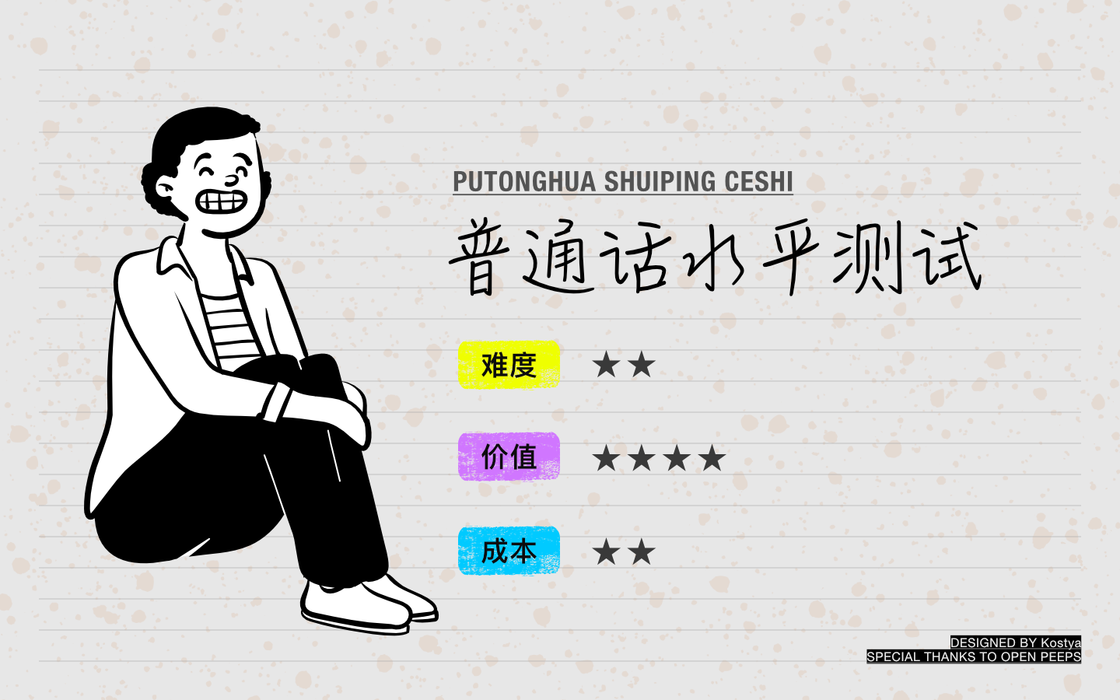 PUTONGHUA SHUIPING CESHI
普通话水平测试
难度 ★★
价值 ★★★★
成本 ★★
DESIGNED BY Kostya
SPECIAL THANKS TO OPEN PEEPS